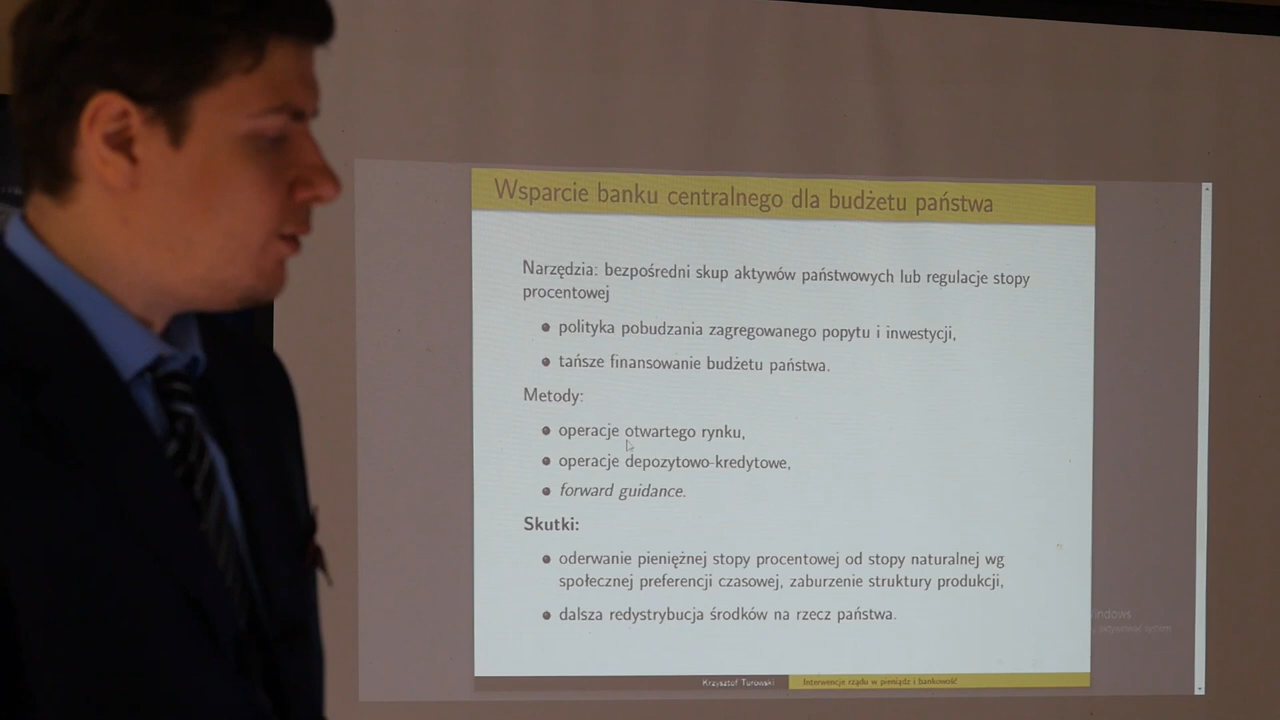 Wsparcie banku centralnego dla budżetu państwa
Narzędzia: bezpośredni skup aktywów państwowych lub regulacje stopy
procentowej
polityka pobudzania zagregowanego popytu i inwestycji,
tańsze finansowanie budżetu państwa.
Metody:
operacje otwartego rynku,
operacje depozytowo-kredytowe,
forward guidance.
Skutki:
oderwanie pieniężnej stopy procentowej od stopy naturalnej wg
społecznej preferencji czasowej, zaburzenie struktury produkcji,
dalsza redystrybucja środków na rzecz państwa.
Krzysztof Turowski
Interwencje rządu w pieniądz i bankowość